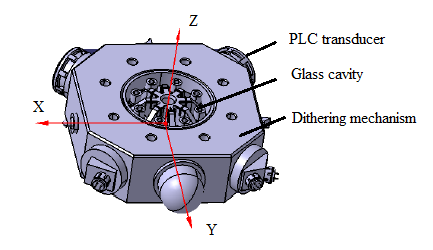 Z
PLC transducer
Glass cavity
X
Dithering mechanism
Y